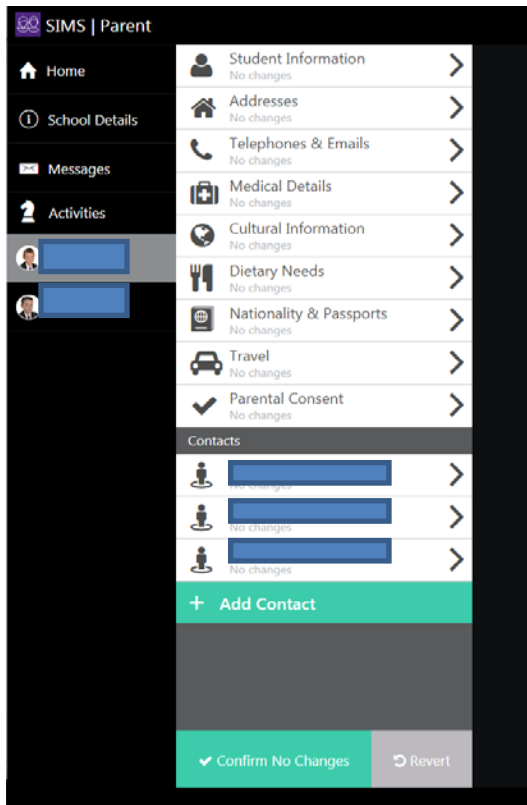 SIMS | Parent
Home
School Details
Messages
Activities
Student Information
No changes
Addresses
No changes
Telephones & Emails
No changes
Medical Details
No changes
Cultural Information
No changes
Dietary Needs
No changes
Nationality & Passports
No changes
Travel
No changes
Parental Consent
No changes
Contacts
No changes
No changes
No changes
+ Add Contact
Confirm No Changes
Revert